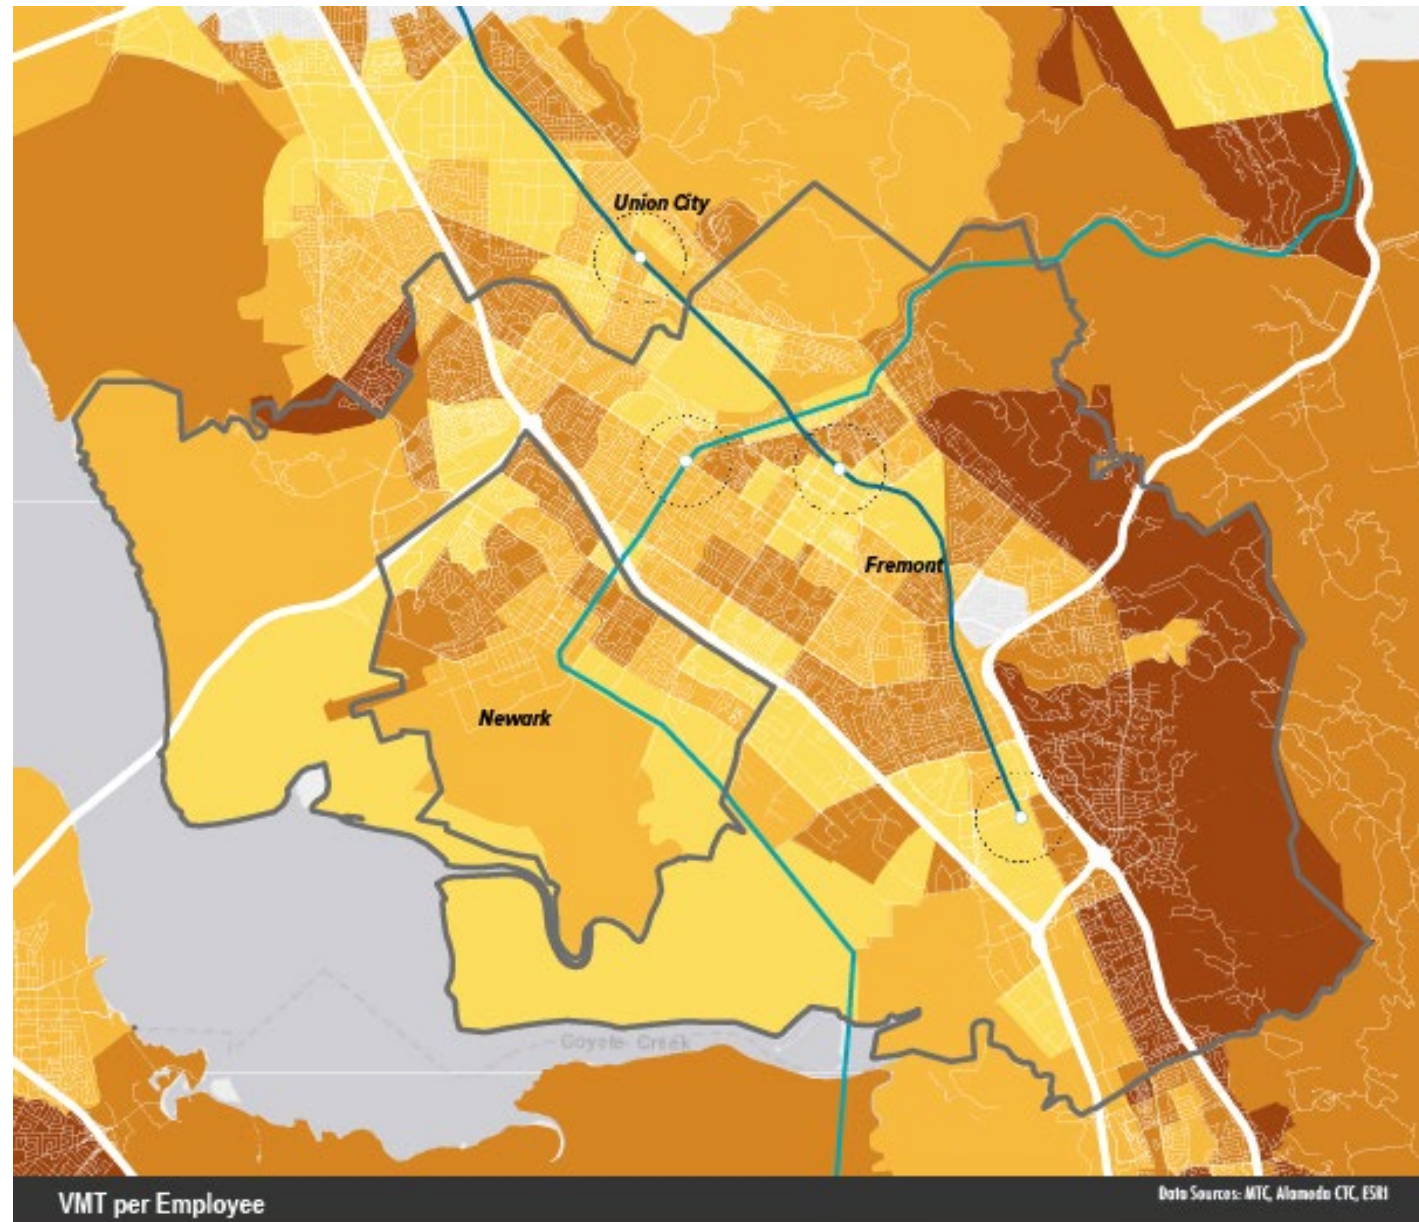 Union City
Fremont
Newark
Coyote Creek
VMT per Employee
Data Sources: MTC, Alameda CTC, ESRI